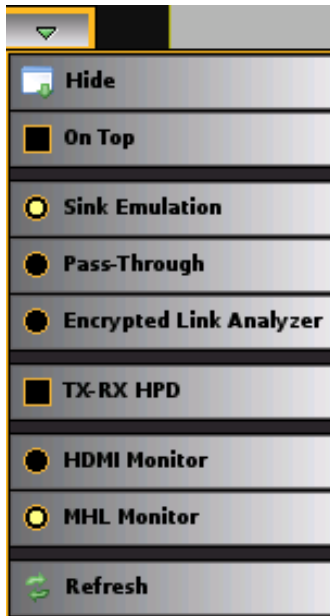 Hide
On Top
Sink Emulation
Pass-Through
Encrypted Link Analyzer
TX-RX HPD
HDMI Monitor
MHL Monitor
Refresh